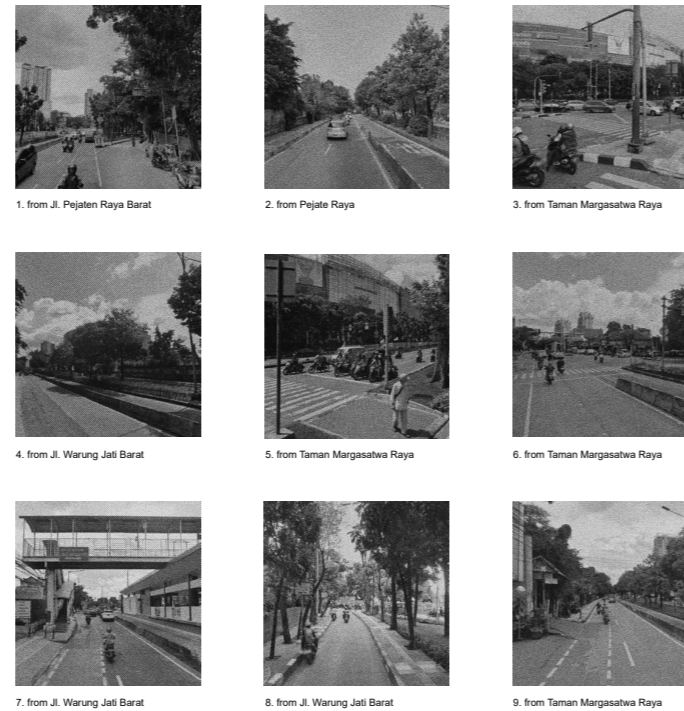 1. from Jl. Pejaten Raya Barat
2. from Pejate Raya
3. from Taman Margasatwa Raya
4. from Jl. Warung Jati Barat
5. from Taman Margasatwa Raya
6. from Taman Margasatwa Raya
7. from Jl. Warung Jati Barat
8. from Jl. Warung Jati Barat
9. from Taman Margasatwa Raya